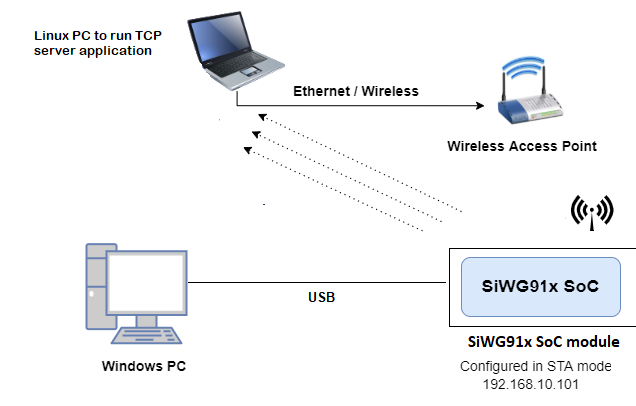 Linux PC to run TCP
server application
Ethernet / Wireless
Wireless Access Point
SiWG91x SoC
USB
SiWG91x SoC module
Windows PC
Configured in STA mode
192.168.10.101